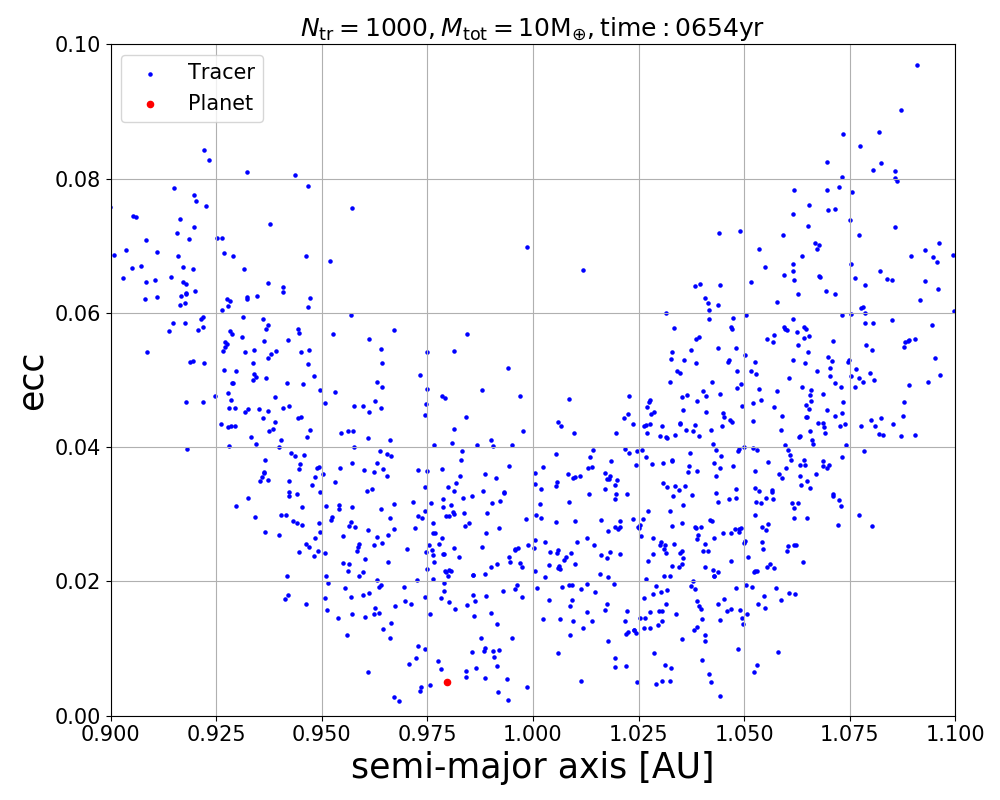 N_tr = 1000, M_tot = 10M_⊕, time : 0654yr
Tracer
Planet
ecc
0.10
0.08
0.06
0.04
0.02
0.00
0.900 0.925 0.950 0.975 1.000 1.025 1.050 1.075 1.100
semi-major axis [AU]